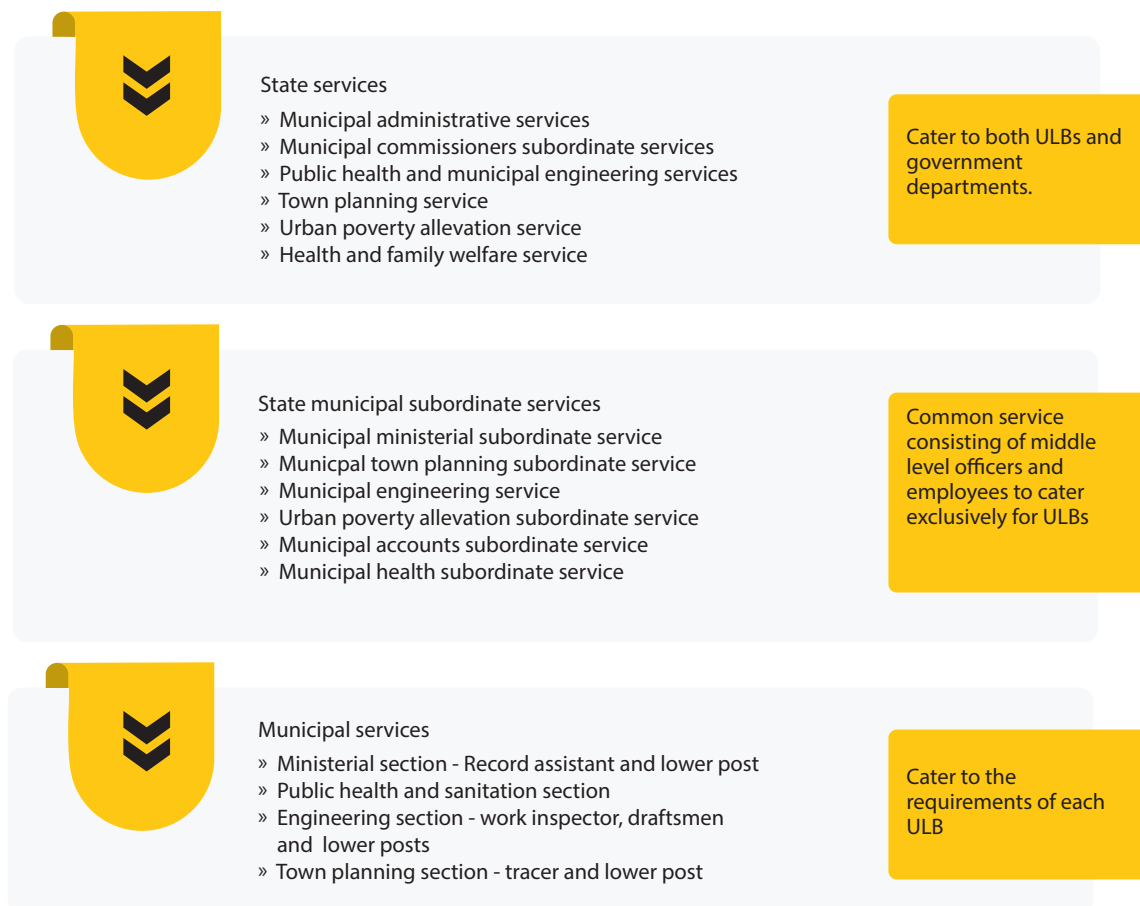 State services
» Municipal administrative services
» Municipal commissioners subordinate services
» Public health and municipal engineering services
» Town planning service
» Urban poverty allevation service
» Health and family welfare service
Cater to both ULBs and
government
departments.
State municipal subordinate services
» Municipal ministerial subordinate service
» Municpal town planning subordinate service
» Municipal engineering service
» Urban poverty allevation subordinate service
» Municipal accounts subordinate service
» Municipal health subordinate service
Common service
consisting of middle
level officers and
employees to cater
exclusively for ULBs
Municipal services
» Ministerial section - Record assistant and lower post
» Public health and sanitation section
» Engineering section - work inspector, draftsmen
and lower posts
» Town planning section - tracer and lower post
Cater to the
requirements of each
ULB